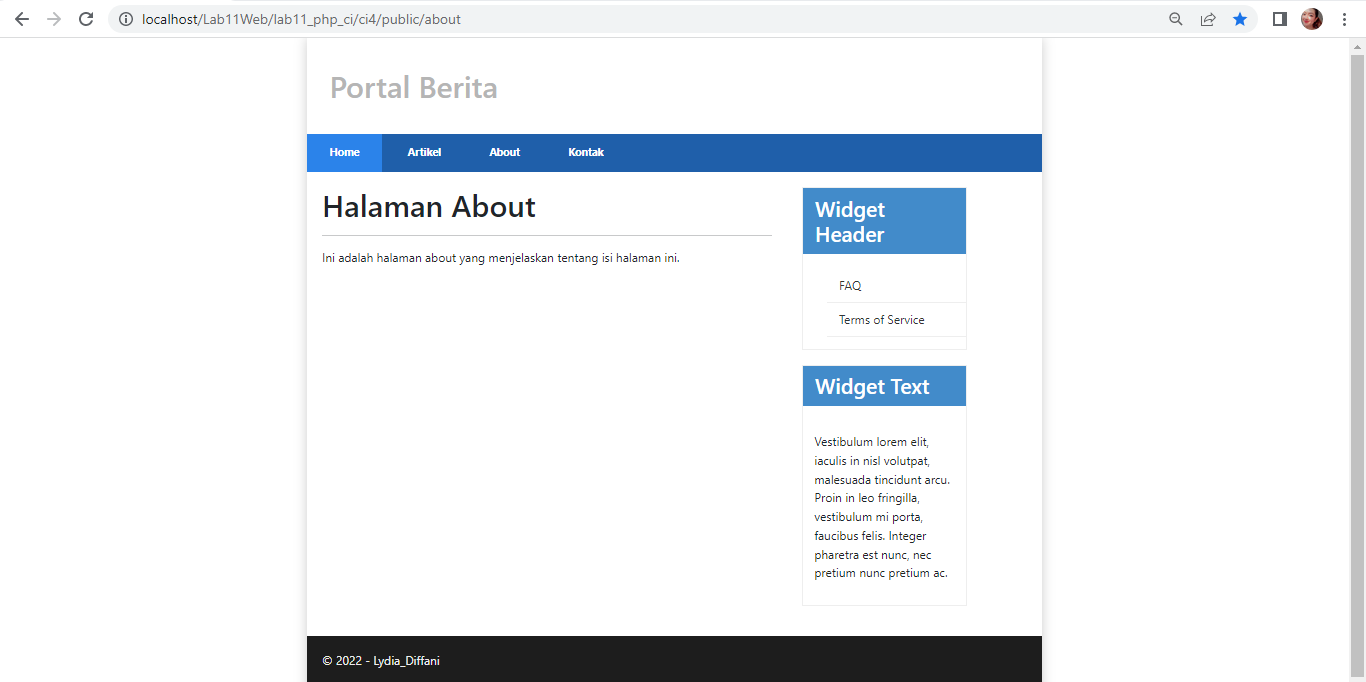 localhost/Lab11Web/lab11_php_ci/ci4/public/about
Portal Berita
Home Artikel About Kontak
Halaman About
Ini adalah halaman about yang menjelaskan tentang isi halaman ini.
Widget
Header
FAQ
Terms of Service
Widget Text
Vestibulum lorem elit,
iaculis in nisl volutpat,
malesuada tincidunt arcu.
Proin in leo fringilla,
vestibulum mi porta,
faucibus felis. Integer
pharetra est nunc, nec
pretium nunc pretium ac.
© 2022 - Lydia_Diffani